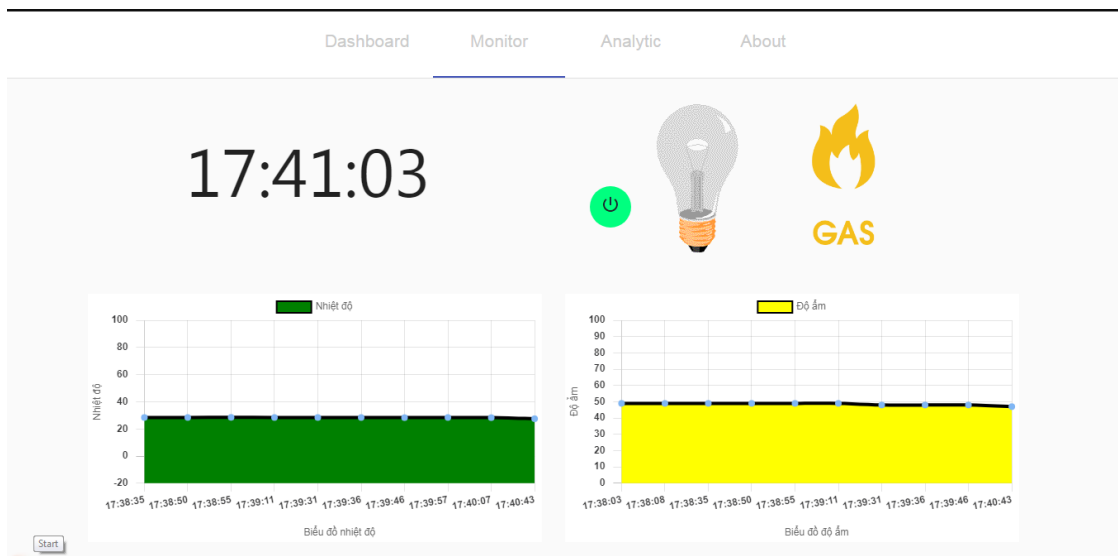 Dashboard Monitor Analytic About
17:41:03
GAS
Nhiệt độ
100
80
60
40
20
0
-20
Nhiệt độ
17:38:35 17:38:50 17:38:55 17:39:11 17:39:31 17:39:36 17:39:46 17:39:57 17:40:07 17:40:43
Biểu đồ nhiệt độ
Độ ẩm
100
90
80
70
60
50
40
30
20
10
0
Độ ẩm
17:38:03 17:38:08 17:38:35 17:38:50 17:38:55 17:39:11 17:39:31 17:39:36 17:39:46 17:40:43
Biểu đồ độ ẩm
Start